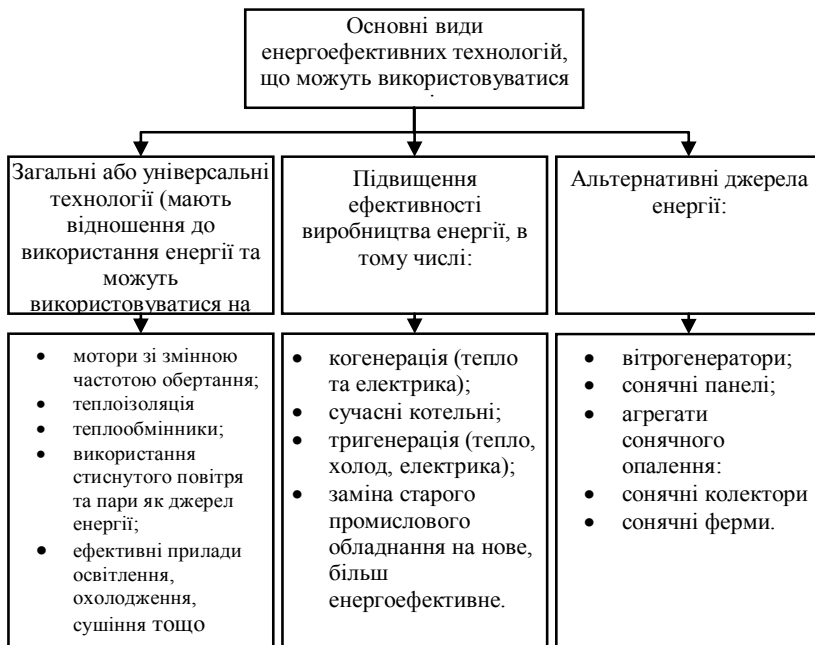 Основні види
енергоефективних технологій,
що можуть використовуватися
Загальні або універсальні
технології (мають
відношення до
використання енергії та
можуть
використовуватися на
Підвищення
ефективності
виробництва енергії, в
тому числі:
Альтернативні джерела
енергії:
• мотори зі змінною
частотою обертання;
• теплоізоляція
• теплообмінники;
• використання
стиснутого повітря
та пари як джерел
енергії;
• ефективні прилади
освітлення,
охолодження,
сушіння тощо
• когенерація (тепло
та електрика);
• сучасні котельні;
• тригенерація (тепло,
холод, електрика);
• заміна старого
промислового
обладнання на нове,
більш
енергоефективне.
• вітрогенератори;
• сонячні панелі;
• агрегати
сонячного
опалення:
• сонячні колектори
• сонячні ферми.